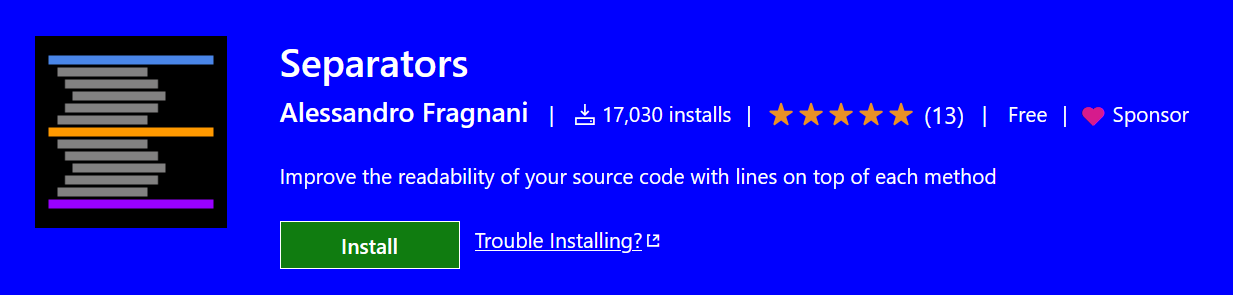 Separators
Alessandro Fragnani | 17,030 installs | (13) | Free | Sponsor
Improve the readability of your source code with lines on top of each method
Install Trouble Installing?